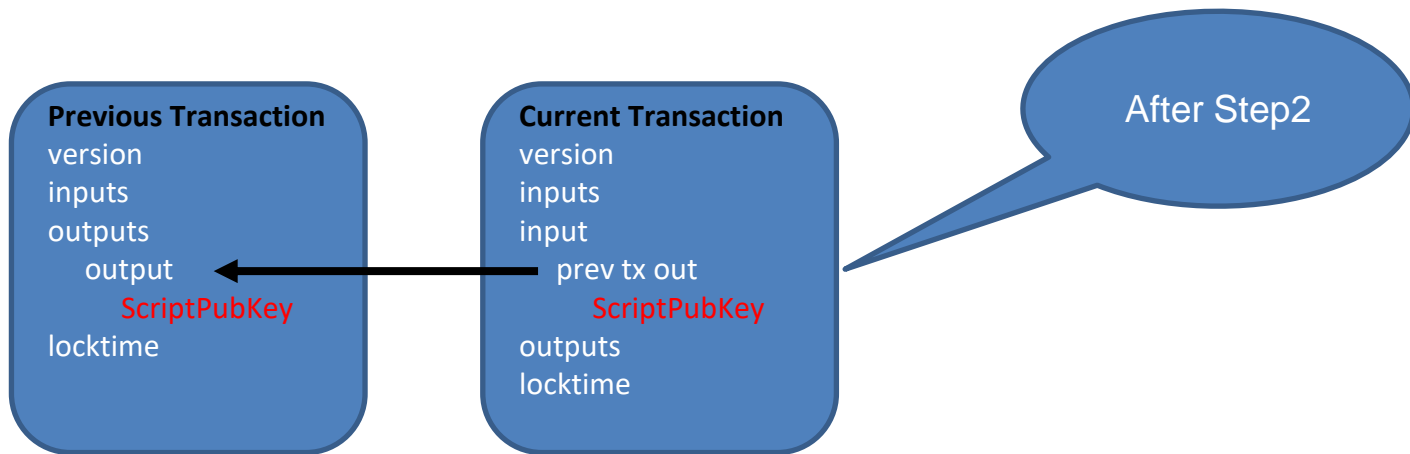 Previous Transaction
version
inputs
outputs
output
ScriptPubKey
locktime
Current Transaction
version
inputs
input
prev tx out
ScriptPubKey
outputs
locktime
After Step2